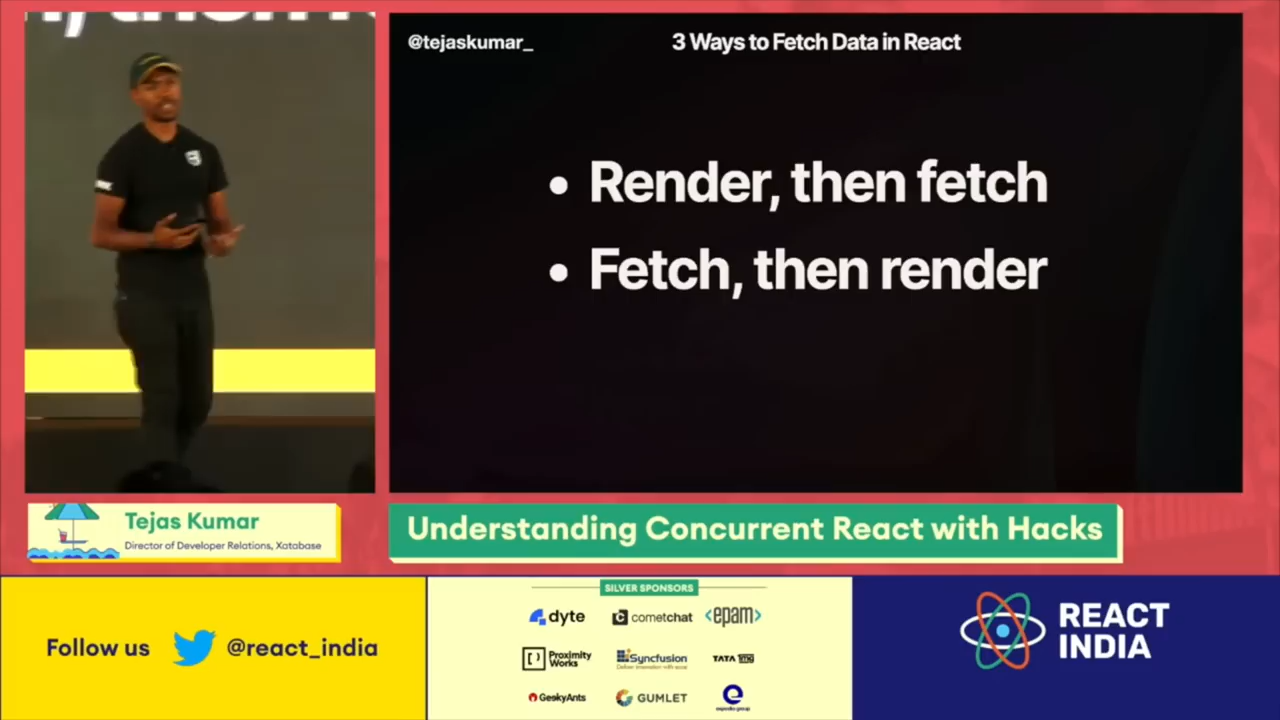 @tejaskumar_
3 Ways to Fetch Data in React
• Render, then fetch
• Fetch, then render
Tejas Kumar
Director of Developer Relations, Xatabase
Understanding Concurrent React with Hacks
Follow us
@react_india
SILVER SPONSORS
dyte
cometchat
<epam>
Proximity
Works
Syncfusion
TATA
GeekyAnts
GUMLET
expedia group
REACT
INDIA